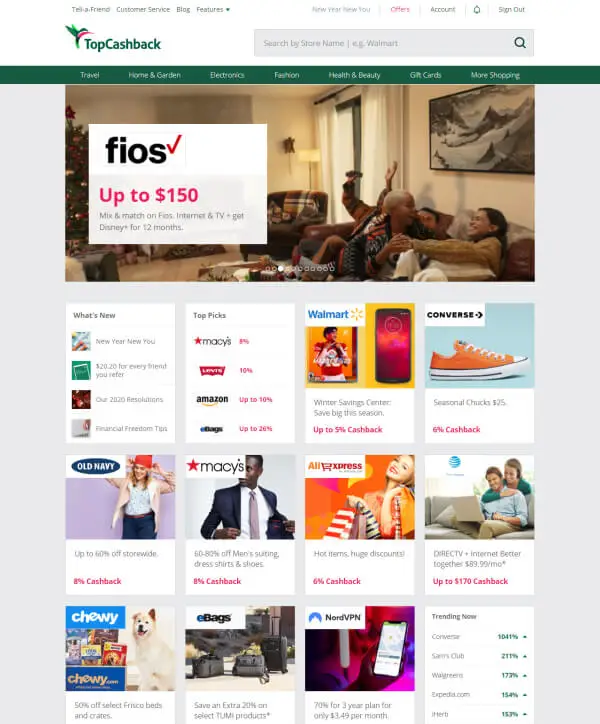 Tell-a-Friend Customer Service Blog Features
New Year New You Offers Account Sign Out
TopCashback
Search by Store Name | e.g. Walmart
Travel Home & Garden Electronics Fashion Health & Beauty Gift Cards More Shopping
fios
Up to $150
Mix & match on Fios. Internet & TV + get
Disney+ for 12 months.
What's New
New Year New You
$20.20 for every friend
you refer
Our 2020 Resolutions
Financial Freedom Tips
Top Picks
macy's 8%
LEVI'S 10%
amazon Up to 10%
eBags Up to 26%
Walmart
Winter Savings Center:
Save big this season.
Up to 5% Cashback
CONVERSE
Seasonal Chucks $25.
6% Cashback
OLD NAVY
Up to 60% off storewide.
8% Cashback
macy's
60-80% off Men's suiting,
dress shirts & shoes.
8% Cashback
AliExpress
Hot items, huge discounts!
6% Cashback
DIRECTV + Internet Better
together $89.99/mo*
Up to $170 Cashback
chewy
chewy.com
chewy
.com
50% off select Frisco beds
and crates.
eBags
Save an Extra 20% on
select TUMI products*
NordVPN
70% for 3 year plan for
only $3,49 per month.
Trending Now
Converse 1041%
Sam's Club 211%
Walgreens 173%
Expedia.com 154%
iHerb 153%